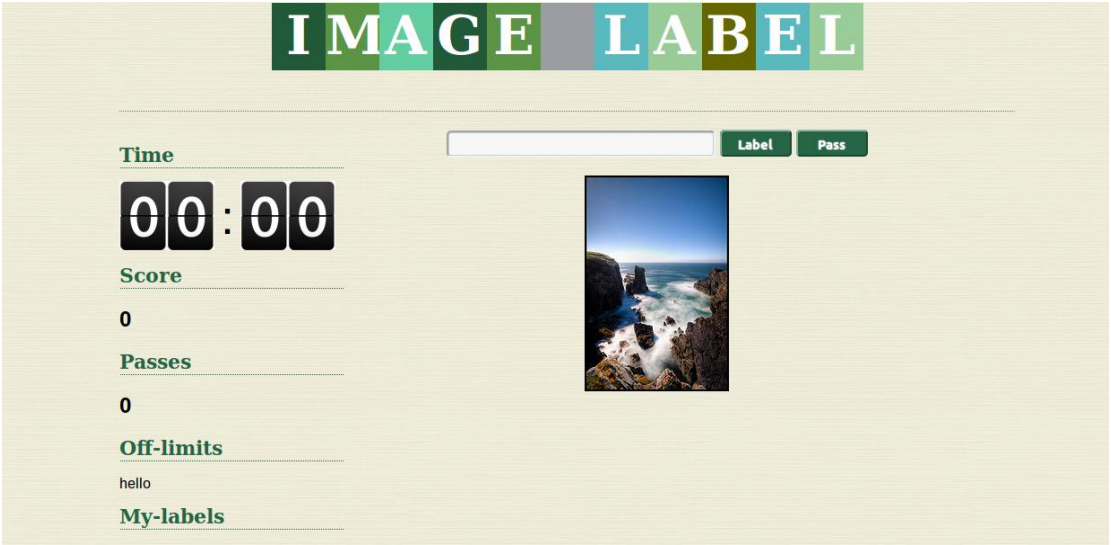 IMAGE LABEL
Label
Pass
Time
00:00
Score
0
Passes
0
Off-limits
hello
My-labels